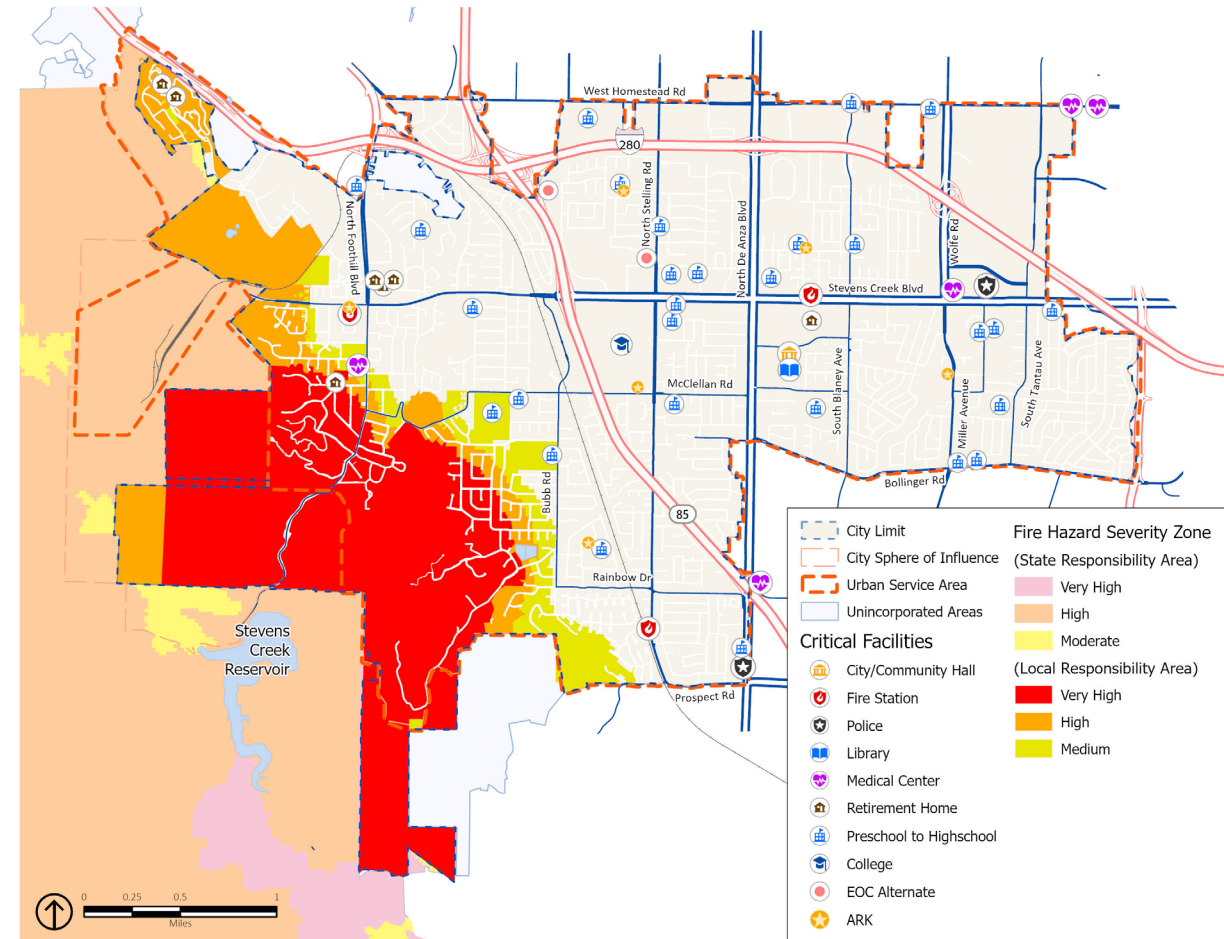 West Homestead Rd
280
North Stelling Rd
North Foothill Blvd
North De Anza Blvd
Wolfe Rd
Stevens Creek Blvd
McClellan Rd
South Blaney Ave
Miller Avenue
South Tantau Ave
Bubb Rd
Bollinger Rd
85
Rainbow Dr
Prospect Rd
Stevens
Creek
Reservoir
0 0.25 0.5 1
Miles
City Limit
City Sphere of Influence
Urban Service Area
Unincorporated Areas
Critical Facilities
City/Community Hall
Fire Station
Police
Library
Medical Center
Retirement Home
Preschool to Highschool
College
EOC Alternate
ARK
Fire Hazard Severity Zone
(State Responsibility Area)
Very High
High
Moderate
(Local Responsibility Area)
Very High
High
Medium